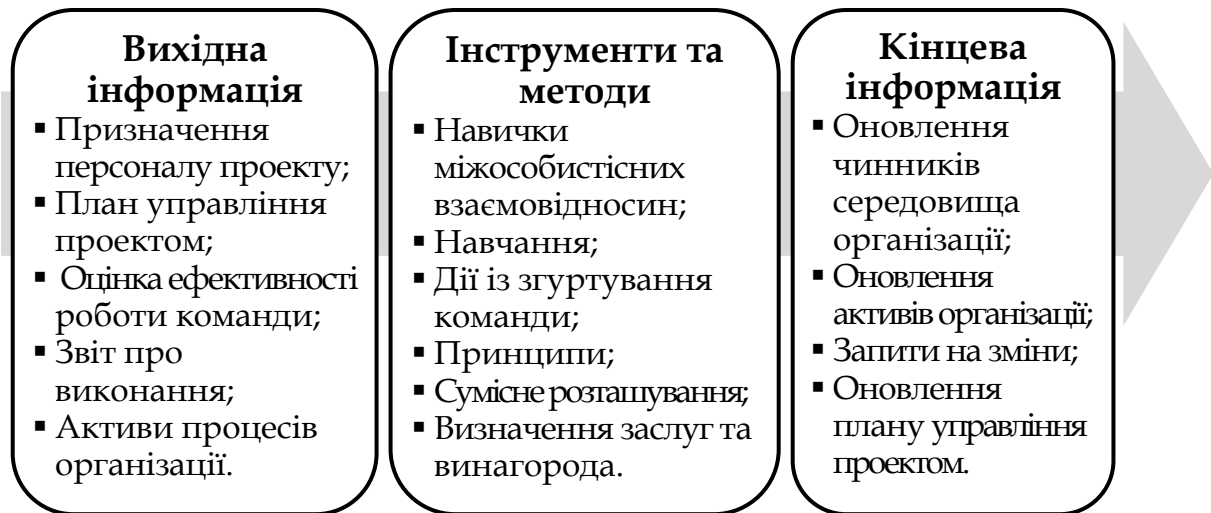 Вихідна
інформація
▪ Призначення
персоналу проекту;
▪ План управління
проектом;
▪ Оцінка ефективності
роботи команди;
▪ Звіт про
виконання;
▪ Активи процесів
організації.
Інструменти та
методи
▪ Навички
міжособистісних
взаємовідносин;
▪ Навчання;
▪ Дії із згуртування
команди;
▪ Принципи;
▪ Сумісне розташування;
▪ Визначення заслуг та
винагорода.
Кінцева
інформація
▪ Оновлення
чинників
середовища
організації;
▪ Оновлення
активів організації;
▪ Запити на зміни;
▪ Оновлення
плану управління
проектом.